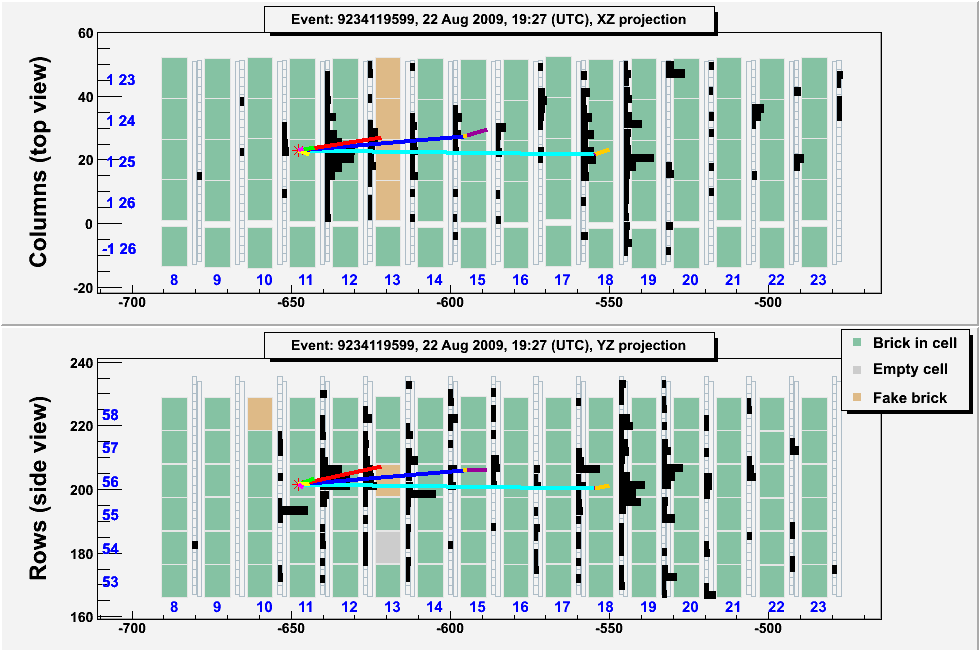 Event: 9234119599, 22 Aug 2009, 19:27 (UTC), XZ projection
Columns (top view)
60
40
20
0
-20
1 23
1 24
1 25
1 26
-1 26
8 9 10 11 12 13 14 15 16 17 18 19 20 21 22 23
-700 -650 -600 -550 -500
Event: 9234119599, 22 Aug 2009, 19:27 (UTC), YZ projection
Brick in cell
Empty cell
Fake brick
Rows (side view)
240
220
200
180
160
58
57
56
55
54
53
8 9 10 11 12 13 14 15 16 17 18 19 20 21 22 23
-700 -650 -600 -550 -500